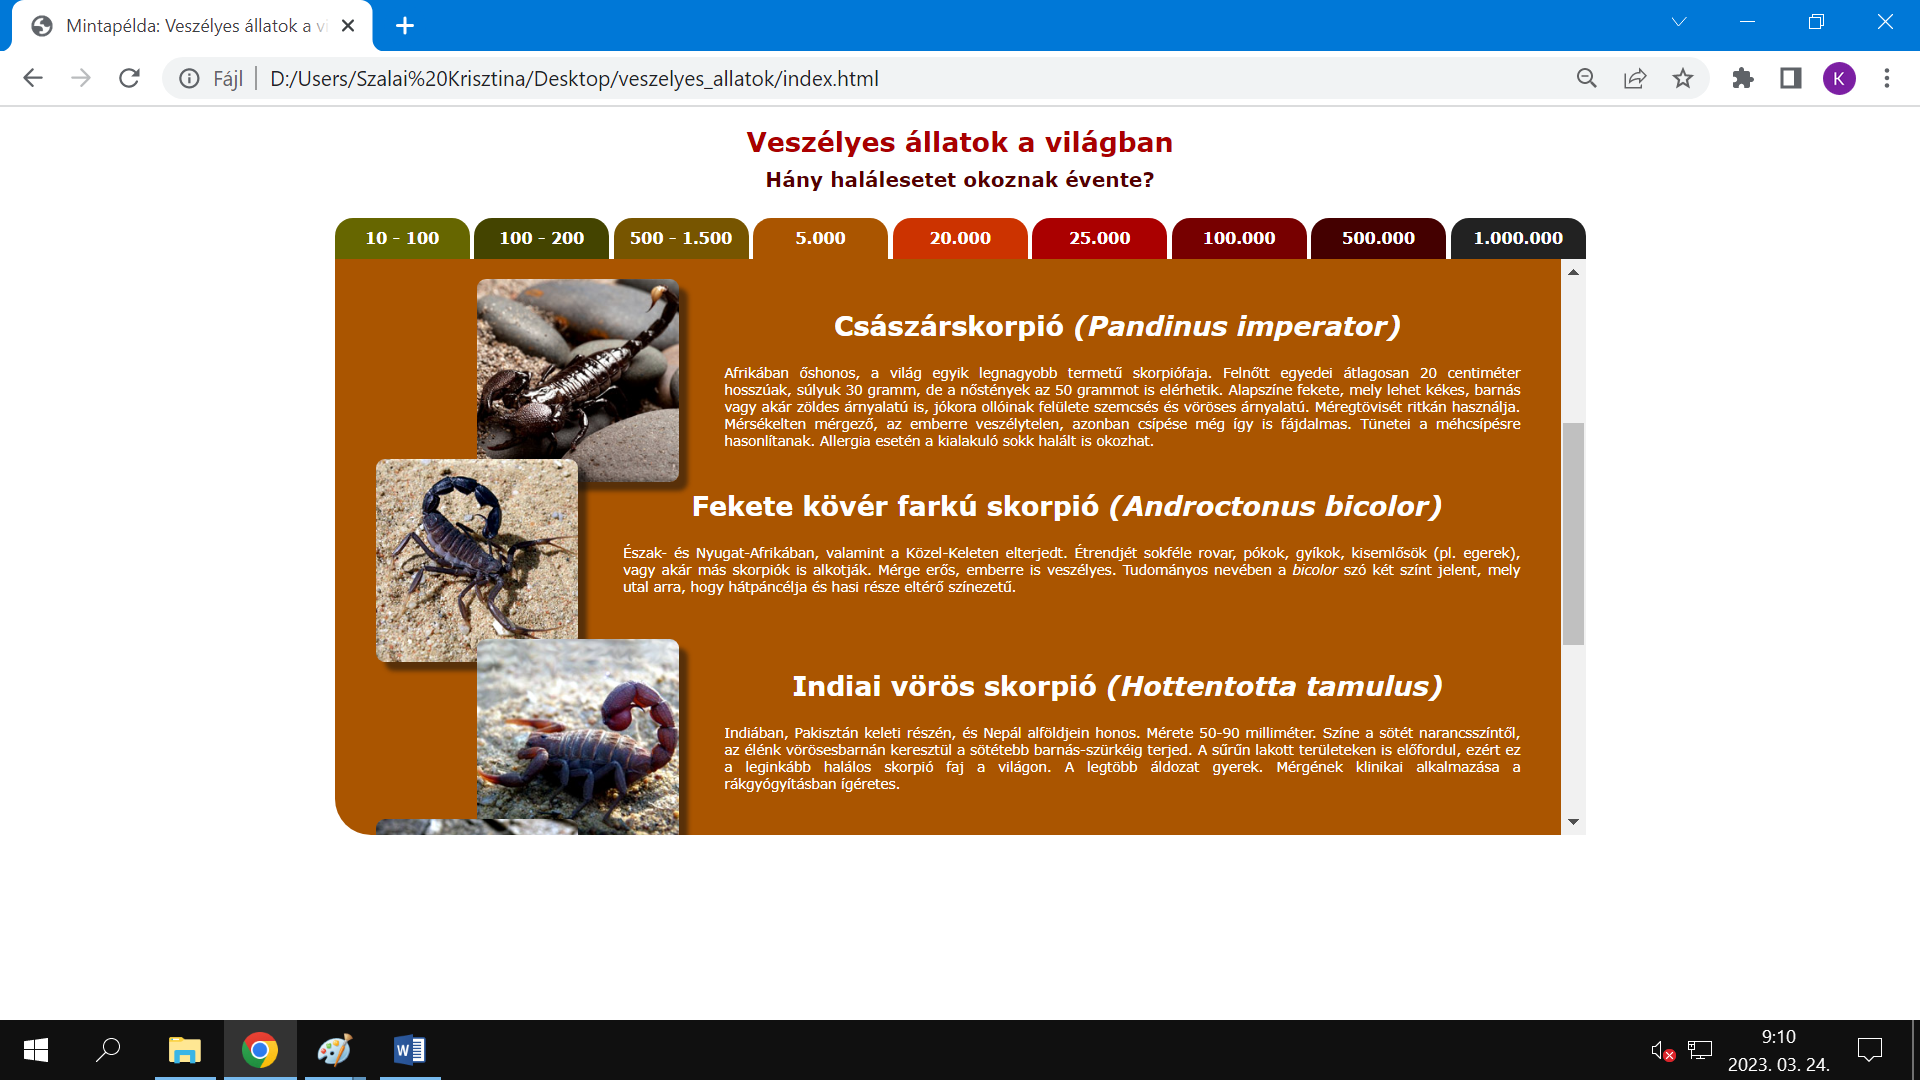 Mintapélda: Veszélyes állatok a vi
Fájl
D:/Users/Szalai%20Krisztina/Desktop/veszelyes_allatok/index.html
K
Veszélyes állatok a világban
Hány halálesetet okoznak évente?
10 - 100
100 - 200
500 - 1.500
5.000
20.000
25.000
100.000
500.000
1.000.000
Császárskorpió (Pandinus imperator)
Afrikában őshonos, a világ egyik legnagyobb termetű skorpiófaja. Felnőtt egyedei átlagosan 20 centiméter
hosszúak, súlyuk 30 gramm, de a nőstények az 50 grammot is elérhetik. Alapszíne fekete, mely lehet kékes, barnás
vagy akár zöldes árnyalatú is, jókora ollóinak felülete szemcsés és vöröses árnyalatú. Méregtövisét ritkán használja.
Mérsékelten mérgező, az emberre veszélytelen, azonban csípése még így is fájdalmas. Tünetei a méhcsípésre
hasonlítanak. Allergia esetén a kialakuló sokk halált is okozhat.
Fekete kövér farkú skorpió (Androctonus bicolor)
Észak- és Nyugat-Afrikában, valamint a Közel-Keleten elterjedt. Étrendjét sokféle rovar, pókok, gyíkok, kisemlősök (pl. egerek),
vagy akár más skorpiók is alkotják. Mérge erős, emberre is veszélyes. Tudományos nevében a bicolor szó két színt jelent, mely
utal arra, hogy hátpáncélja és hasi része eltérő színezetű.
Indiai vörös skorpió (Hottentotta tamulus)
Indiában, Pakisztán keleti részén, és Nepál alföldjein honos. Mérete 50-90 milliméter. Színe a sötét narancsszíntől,
az élénk vörösesbarnán keresztül a sötétebb barnás-szürkéig terjed. A sűrűn lakott területeken is előfordul, ezért ez
a leginkább halálos skorpió faj a világon. A legtöbb áldozat gyerek. Mérgének klinikai alkalmazása a
rákgyógyításban ígéretes.
9:10
2023. 03. 24.